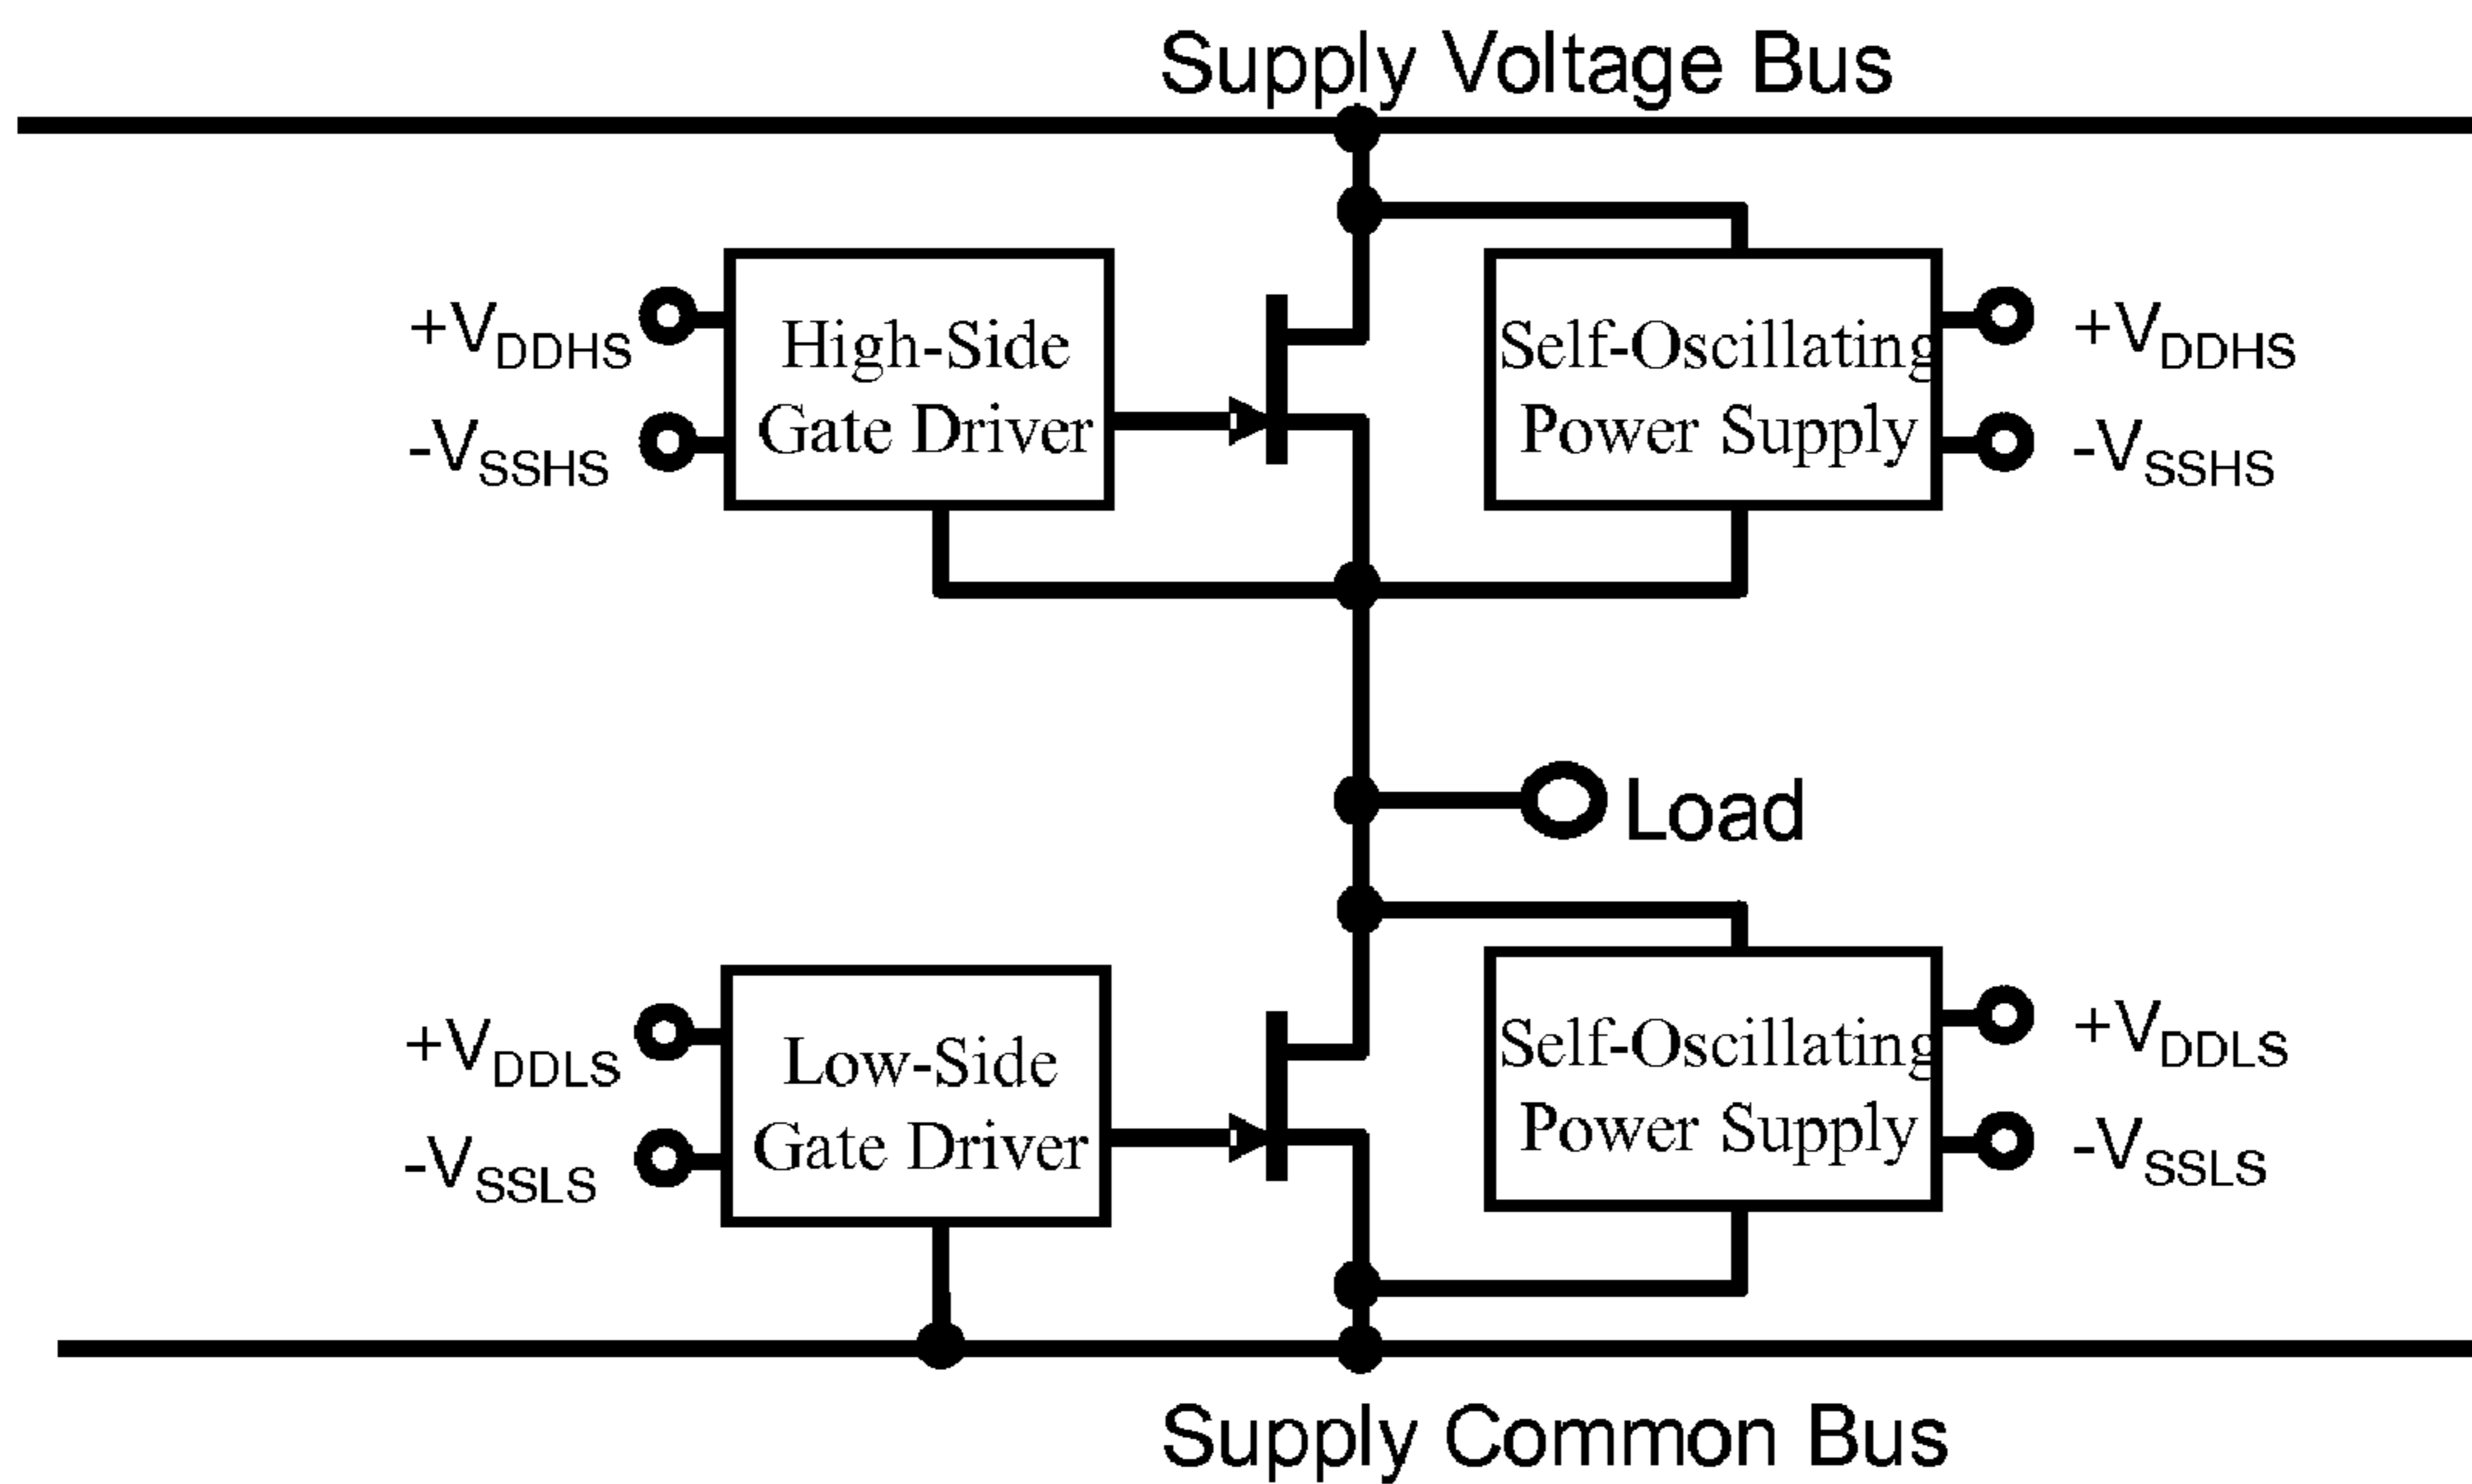 Supply Voltage Bus
+VDDHS
-VSSHS
High-Side
Gate Driver
Self-Oscillating
Power Supply
+VDDHS
-VSSHS
Load
+VDDLS
-VSSLS
Low-Side
Gate Driver
Self-Oscillating
Power Supply
+VDDLS
-VSSLS
Supply Common Bus